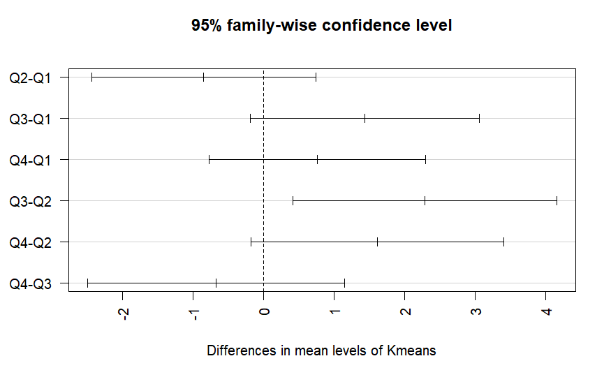 95% family-wise confidence level
Q2-Q1
Q3-Q1
Q4-Q1
Q3-Q2
Q4-Q2
Q4-Q3
-2 -1 0 1 2 3 4
Differences in mean levels of Kmeans